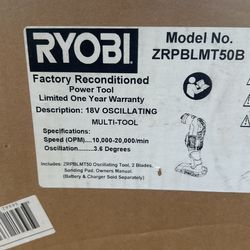 RYOBI
Model No.
ZRPBLMT50B
Factory Reconditioned
Power Tool
Limited One Year Warranty
Description: 18V OSCILLATING
MULTI-TOOL
Specifications:
Speed (OPM).........10,000-20,000/min
Oscillation............3.6 Degrees
Includes: ZRPBLMT50 Oscillating Tool, 2 Blades,
Sanding Pad, Owners Manual.
(Battery & Charger Sold Separately)